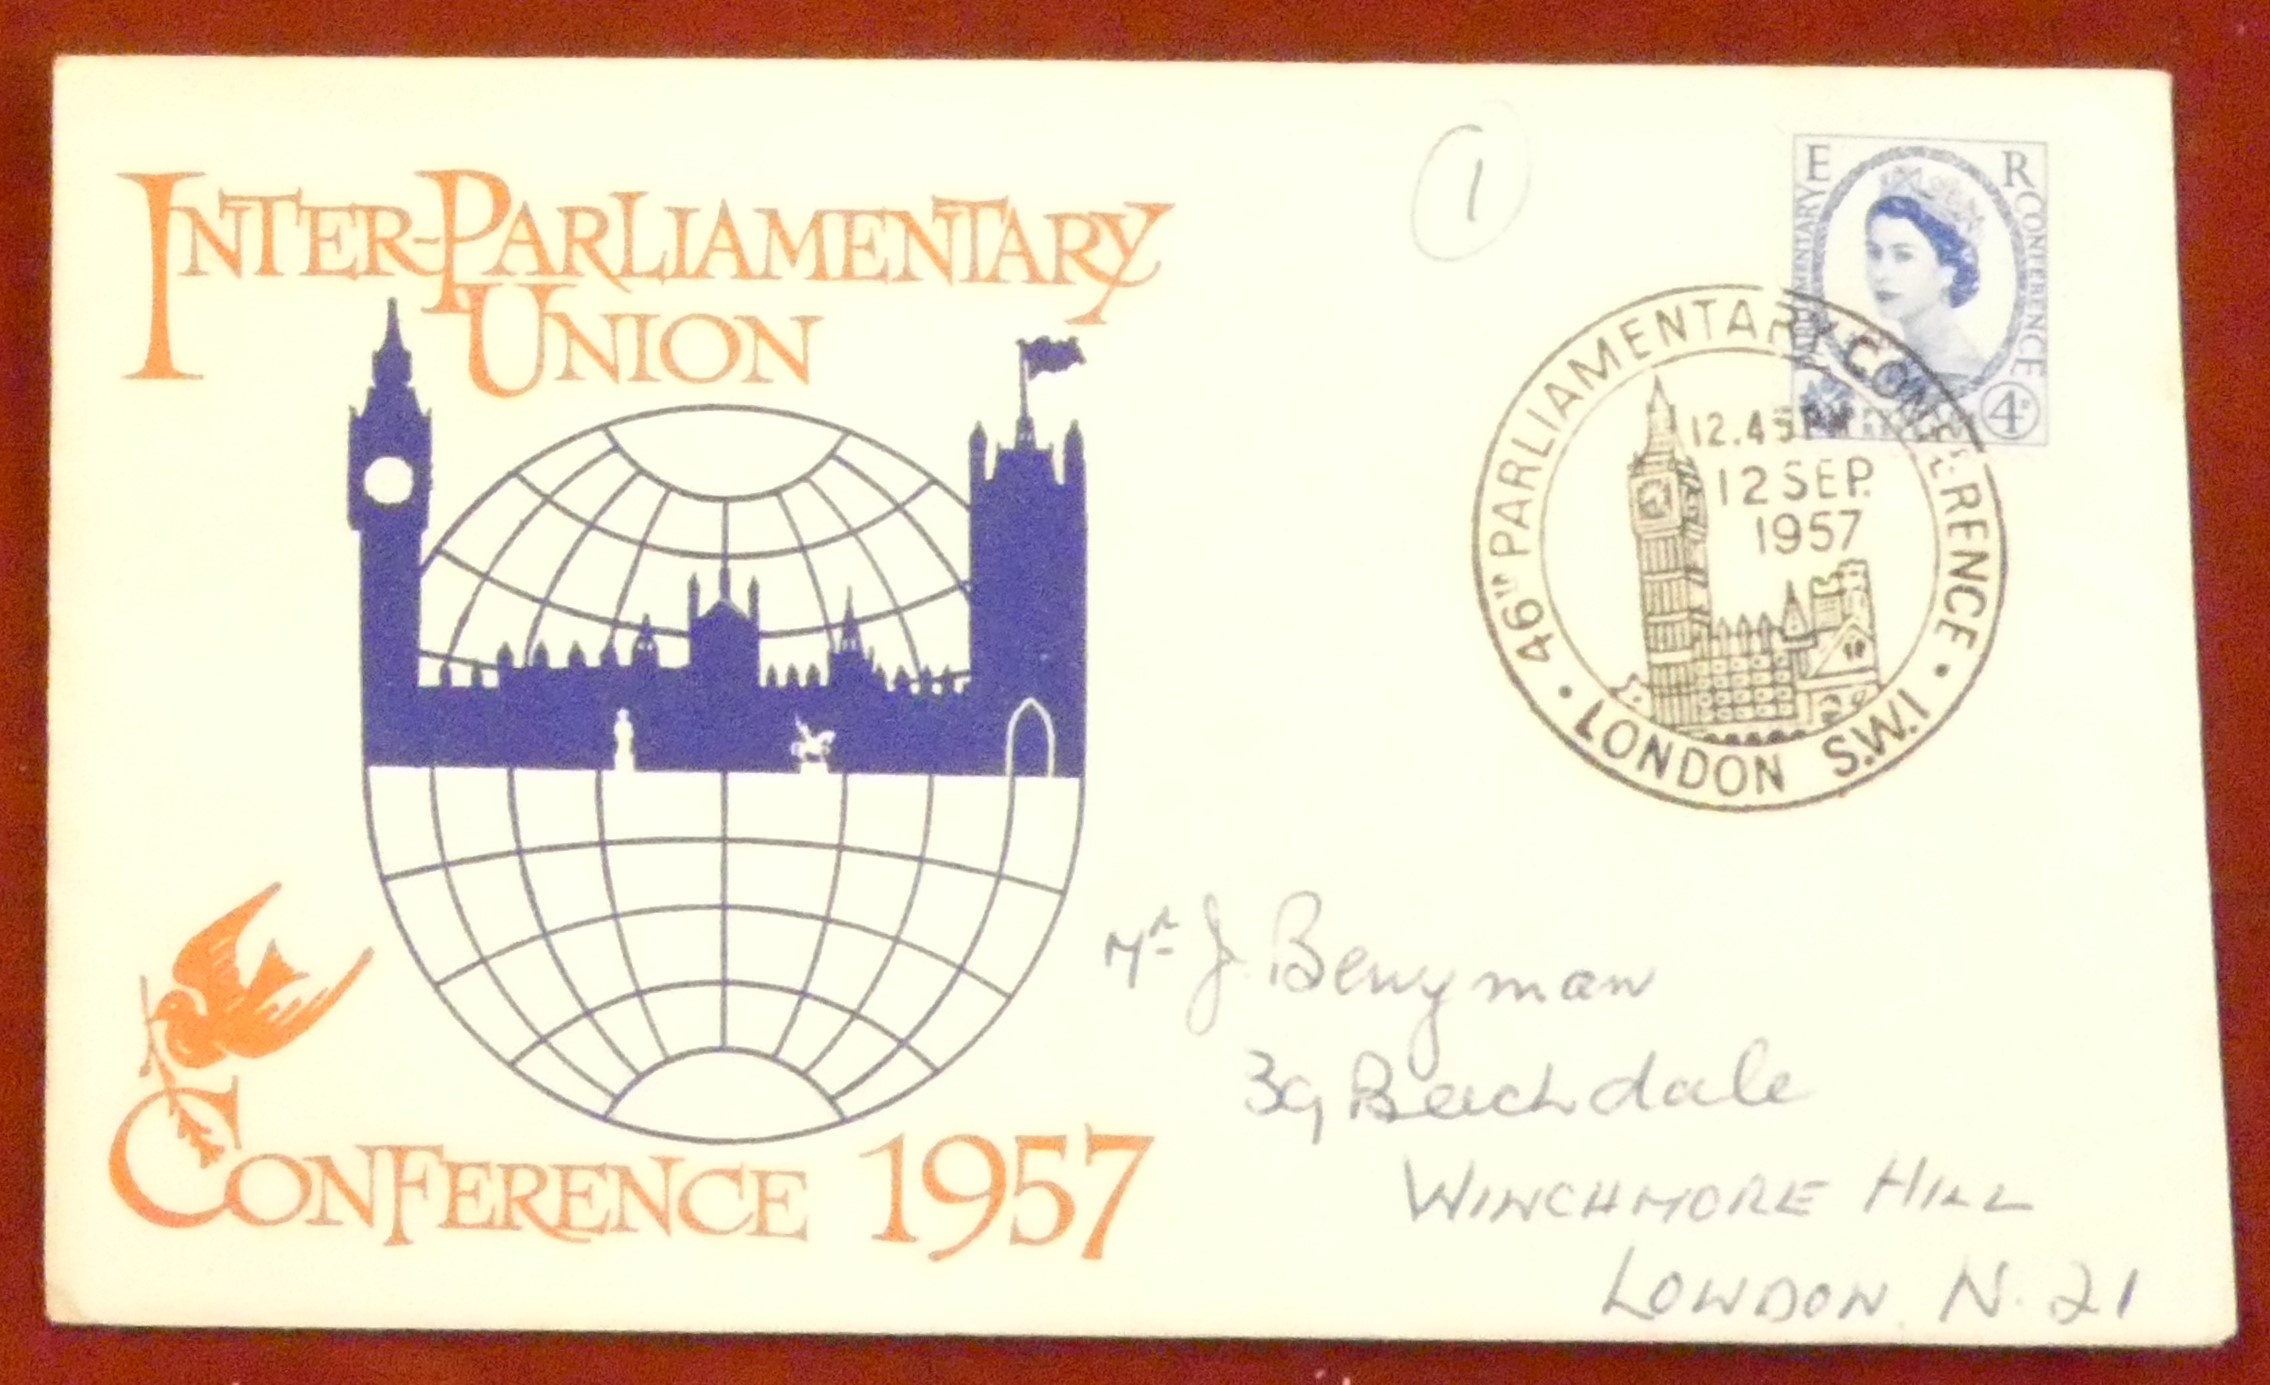 INTER-PARLIAMENTARY
UNION
CONFERENCE 1957
1
E R
PARLIAMENTARY CONFERENCE
4D
46TH PARLIAMENTARY CONFERENCE
12.45 PM
12 SEP.
1957
• LONDON S.W.1 •
Mr J. Berryman
39 Beechdale
WINCHMORE HILL
LONDON. N. 21